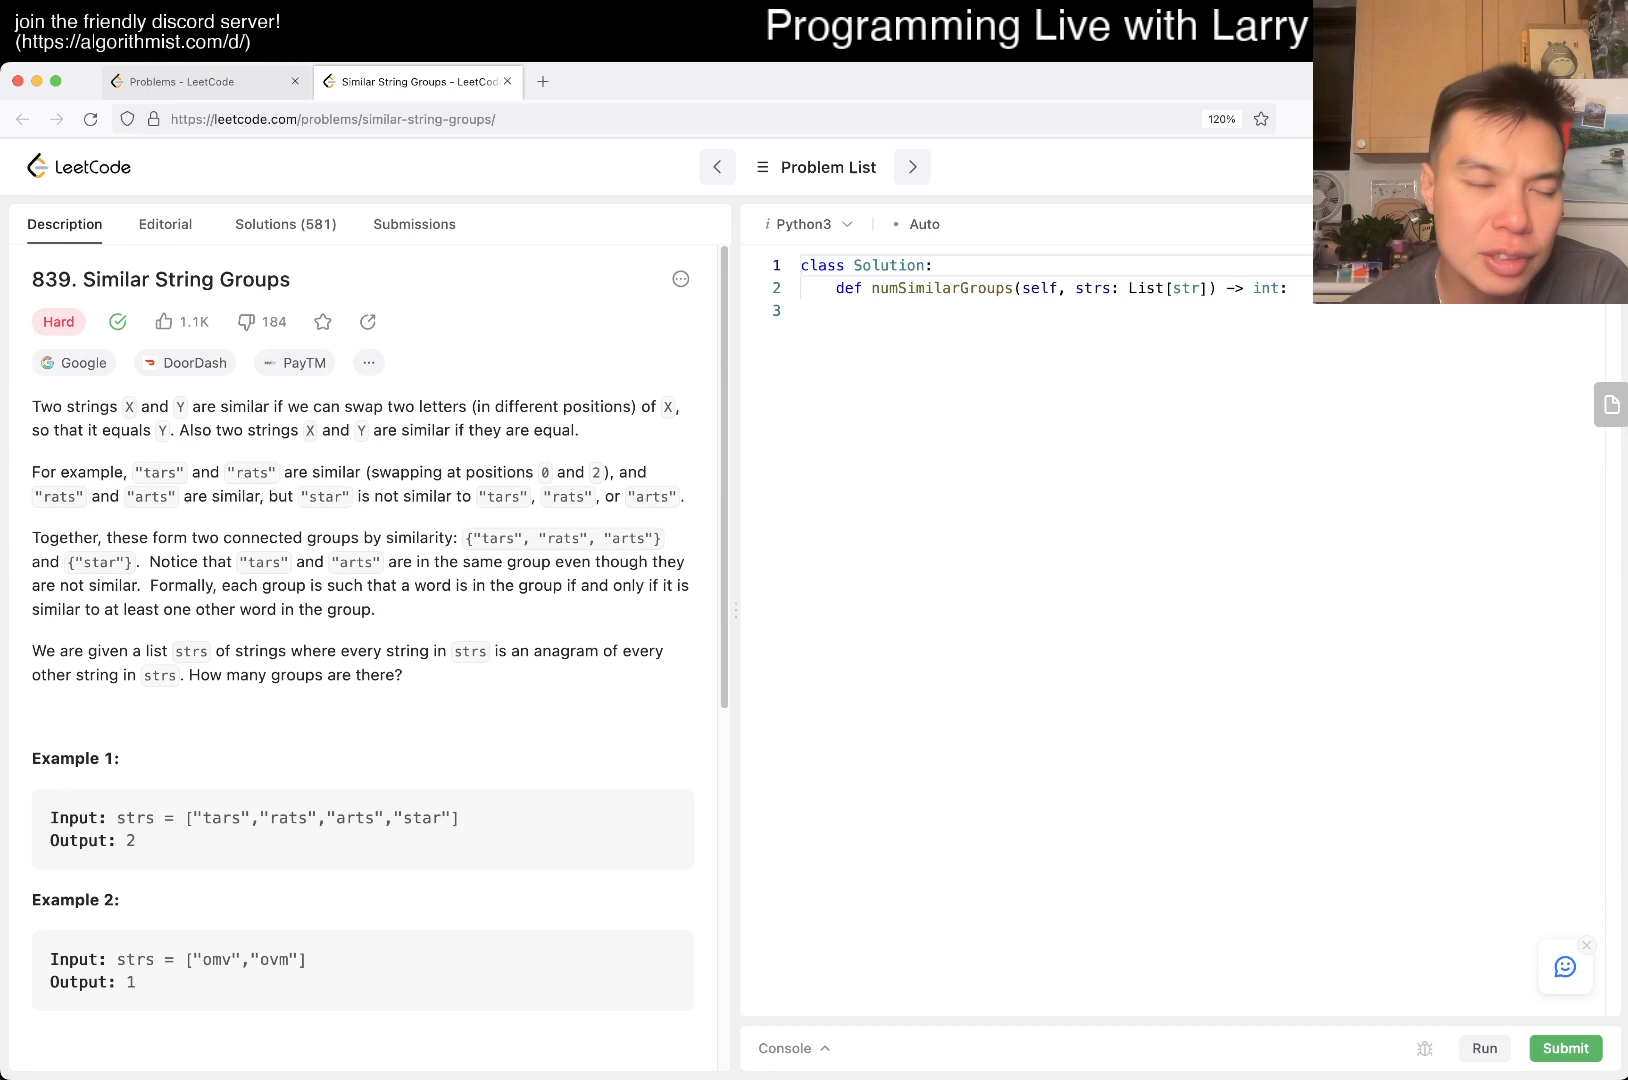 join the friendly discord server!
(https://algorithmist.com/d/)
Programming Live with Larry
Problems - LeetCode
Similar String Groups - LeetCod
https://leetcode.com/problems/similar-string-groups/
120%
LeetCode
Problem List
Description
Editorial
Solutions (581)
Submissions
839. Similar String Groups
Hard
1.1K
184
Google
DoorDash
PayTM
Two strings X and Y are similar if we can swap two letters (in different positions) of X,
so that it equals Y. Also two strings X and Y are similar if they are equal.
For example, "tars" and "rats" are similar (swapping at positions 0 and 2), and
"rats" and "arts" are similar, but "star" is not similar to "tars", "rats", or "arts".
Together, these form two connected groups by similarity: {"tars", "rats", "arts"}
and {"star"}. Notice that "tars" and "arts" are in the same group even though they
are not similar. Formally, each group is such that a word is in the group if and only if it is
similar to at least one other word in the group.
We are given a list strs of strings where every string in strs is an anagram of every
other string in strs. How many groups are there?
Example 1:
Input: strs = ["tars","rats","arts","star"]
Output: 2
Example 2:
Input: strs = ["omv","ovm"]
Output: 1
i Python3
Auto
1 class Solution:
2 def numSimilarGroups(self, strs: List[str]) -> int:
3
Console
Run
Submit